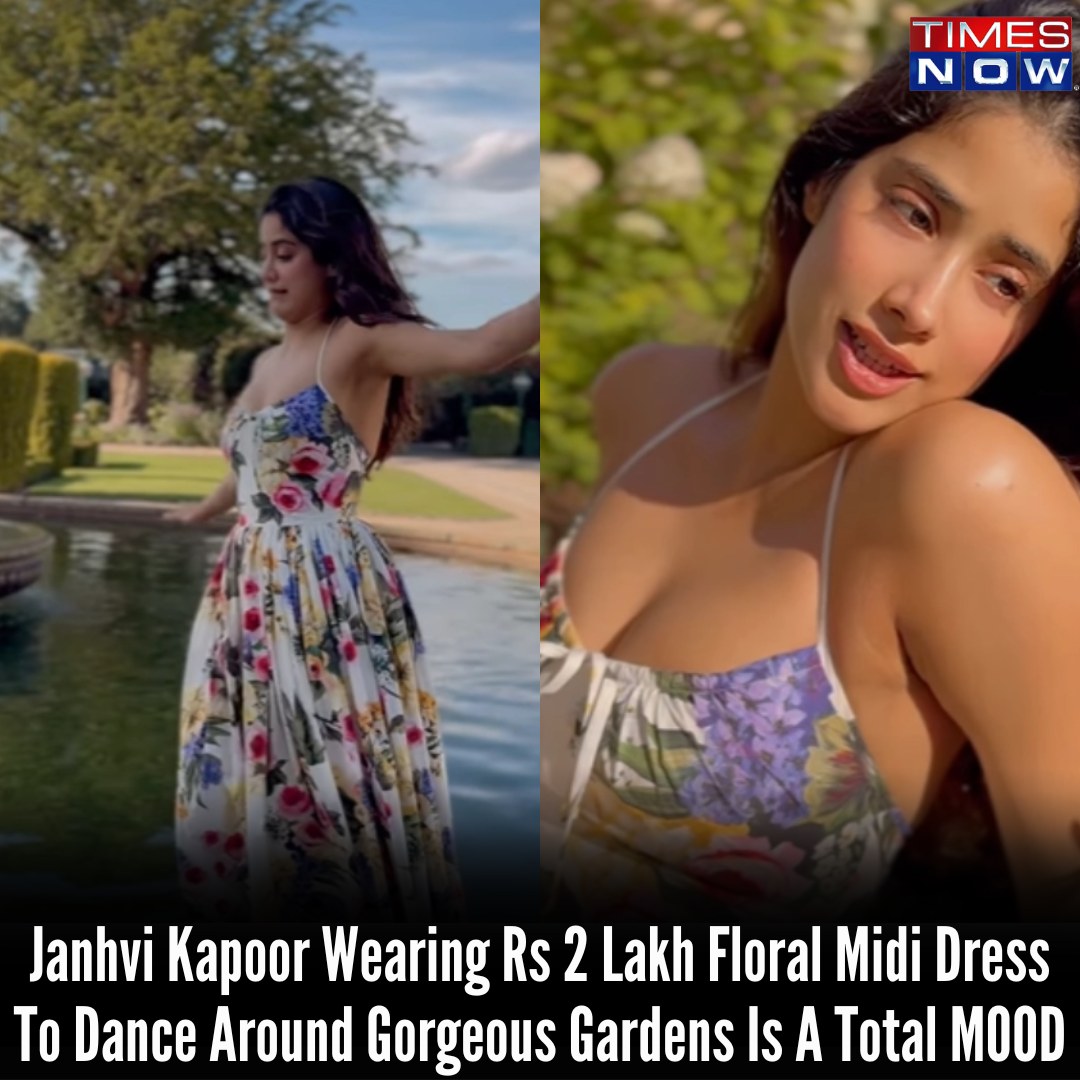 TIMES
NOW
Janhvi Kapoor Wearing Rs 2 Lakh Floral Midi Dress
To Dance Around Gorgeous Gardens Is A Total MOOD